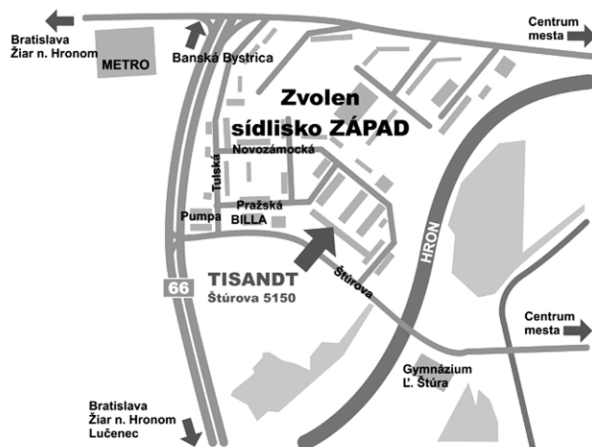 Bratislava
Žiar n. Hronom
METRO
Banská Bystrica
Centrum
mesta
Zvolen
sídlisko ZÁPAD
Novozámocká
Tulská
Pražská
Pumpa
BILLA
HRON
66
TISANDT
Štúrova 5150
Štúrova
Centrum
mesta
Gymnázium
Ľ. Štúra
Bratislava
Žiar n. Hronom
Lučenec